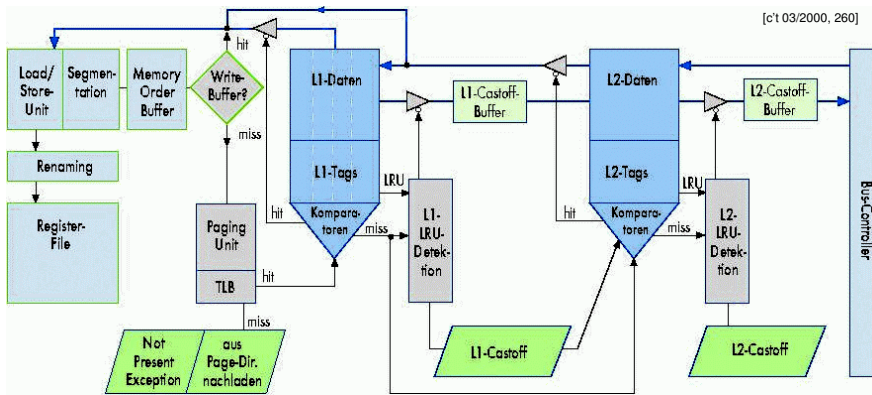 [c't 03/2000, 260]
hit
Load/
Store-
Unit
Segmen-
tation
Memory
Order
Buffer
Write-
Buffer?
miss
L1-Daten
L1-Castoff-
Buffer
L2-Daten
L2-Castoff-
Buffer
Renaming
L1-Tags
LRU
L2-Tags
LRU
Register-
File
Paging
Unit
TLB
hit
miss
hit
Kompara-
toren
miss
L1-
LRU-
Detek-
tion
hit
Kompara-
toren
miss
L2-
LRU-
Detek-
tion
Bus-Controller
Not
Present
Exception
aus
Page-Dir.
nachladen
L1-Castoff
L2-Castoff